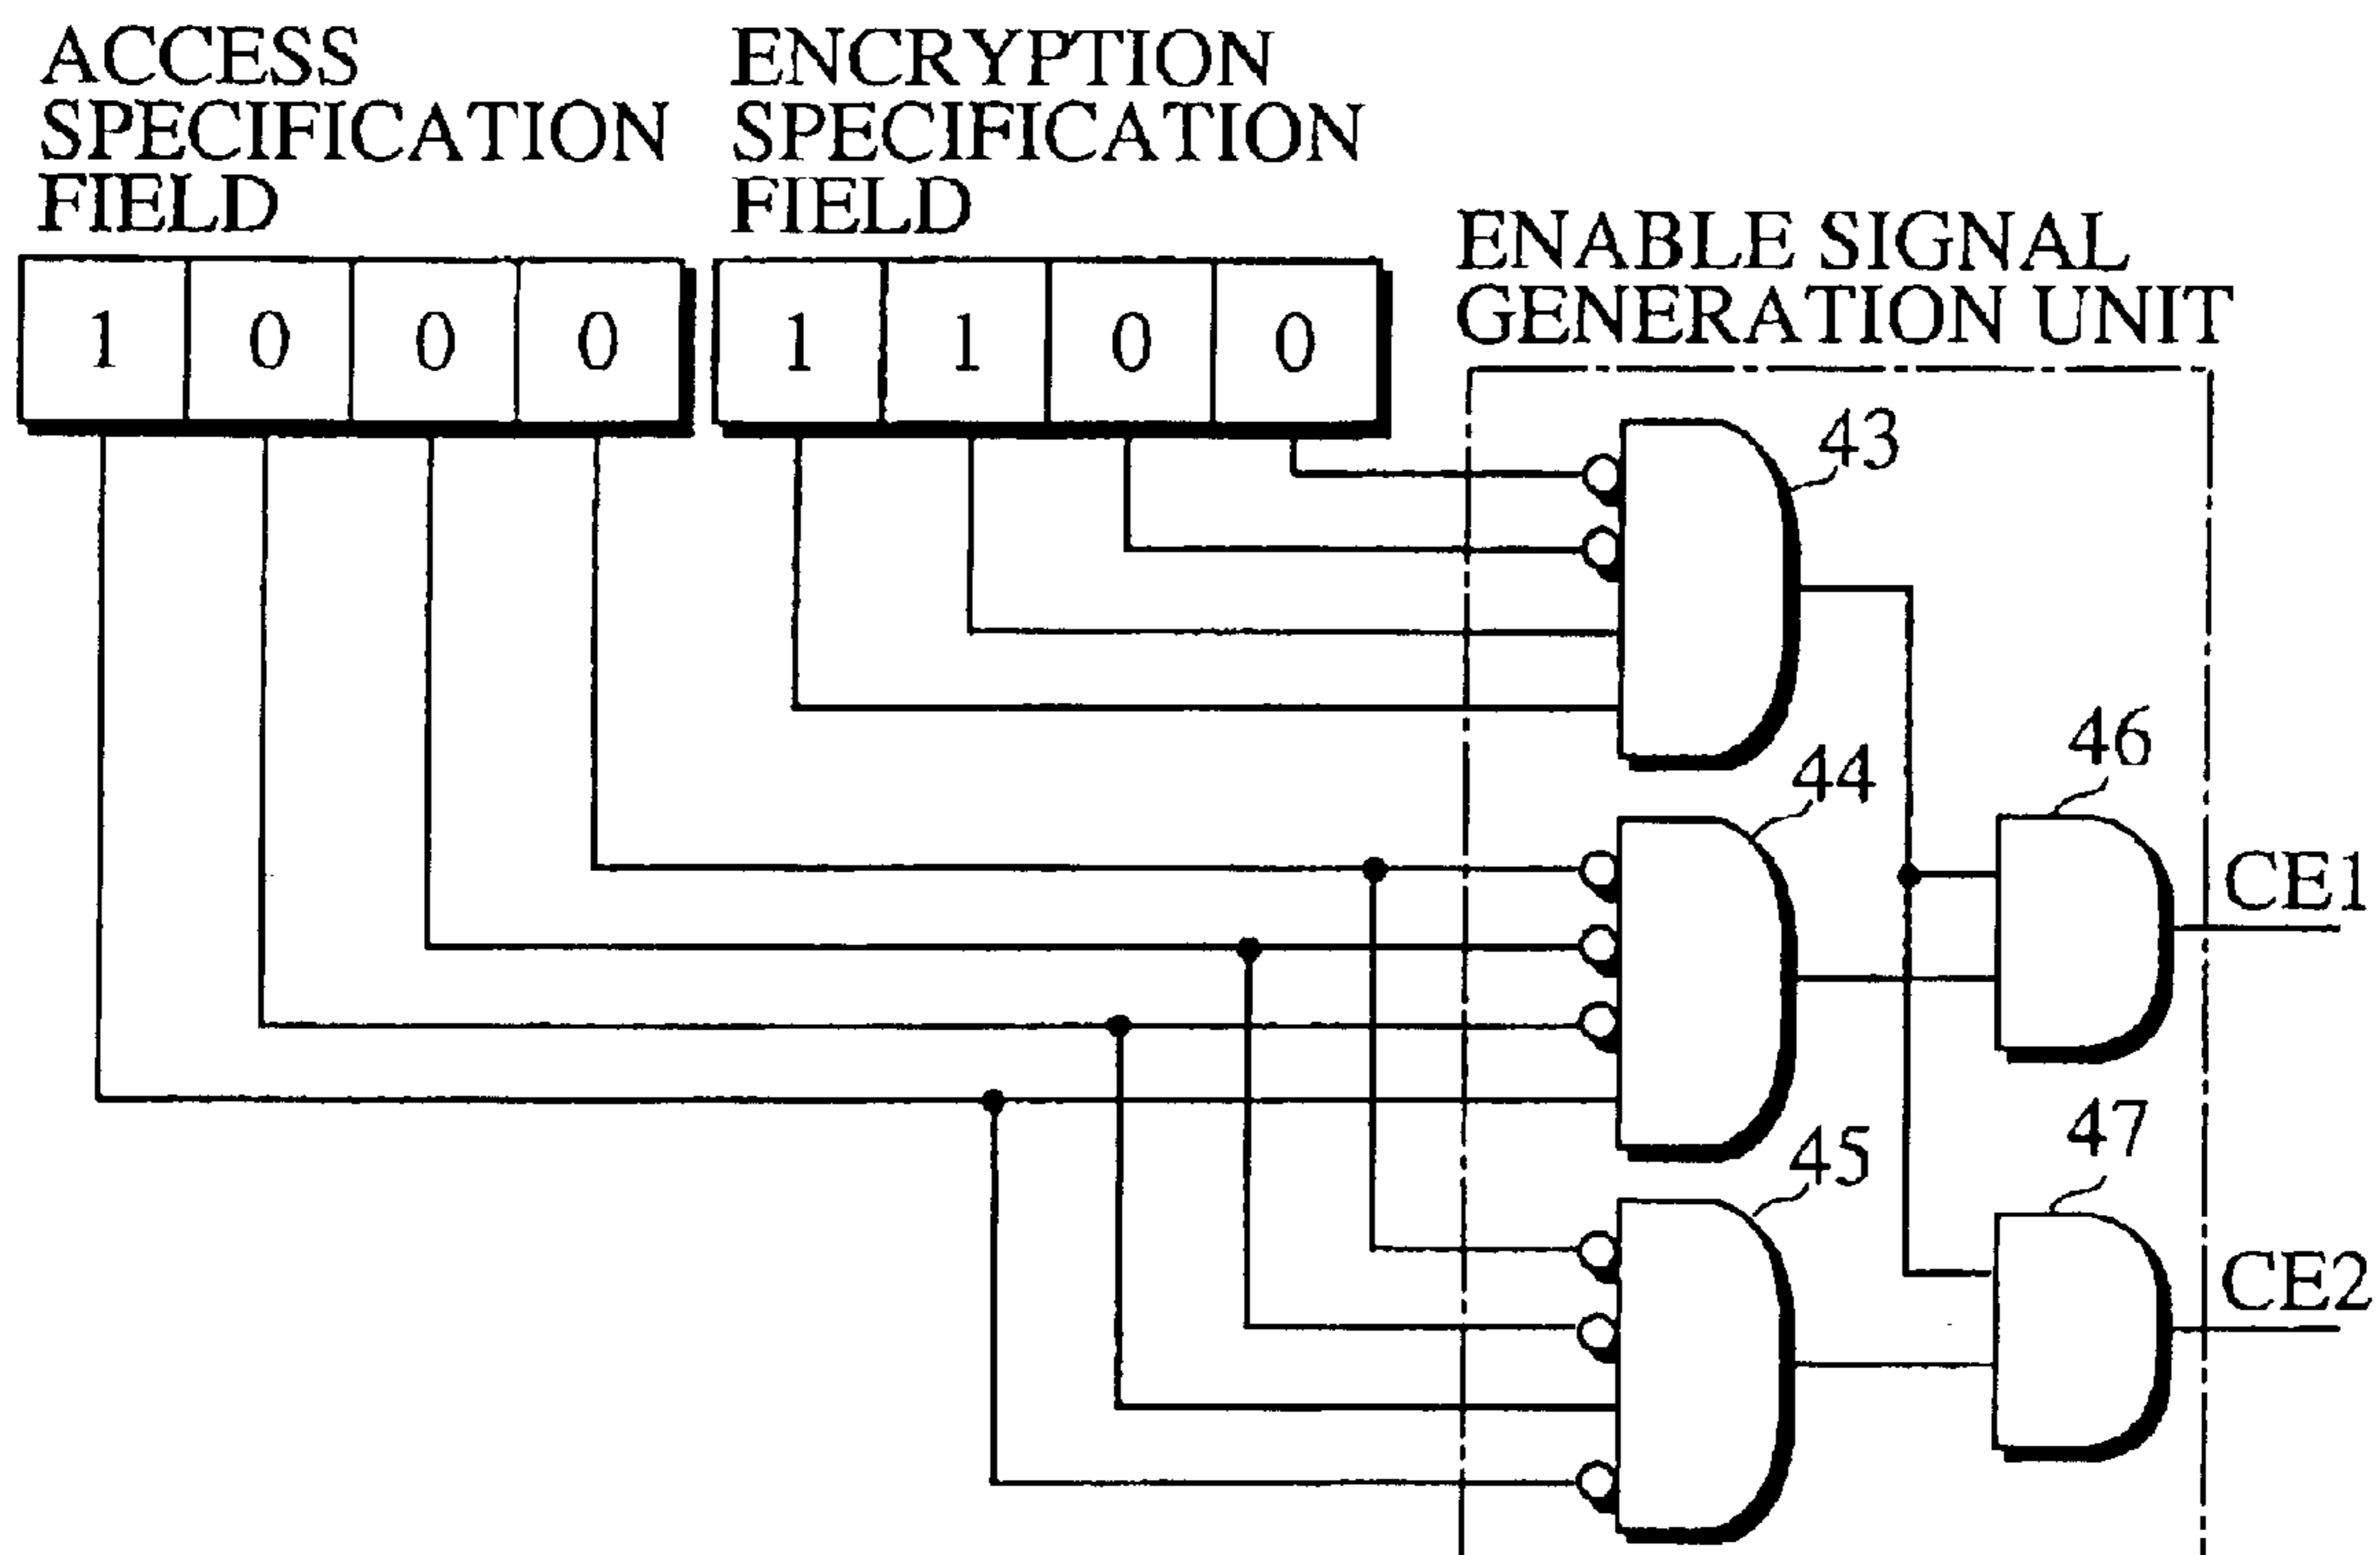 ACCESS
SPECIFICATION
FIELD
ENCRYPTION
SPECIFICATION
FIELD
ENABLE SIGNAL
GENERATION UNIT
1 0 0 0
1 1 0 0
43
44
46
CE1
45
47
CE2